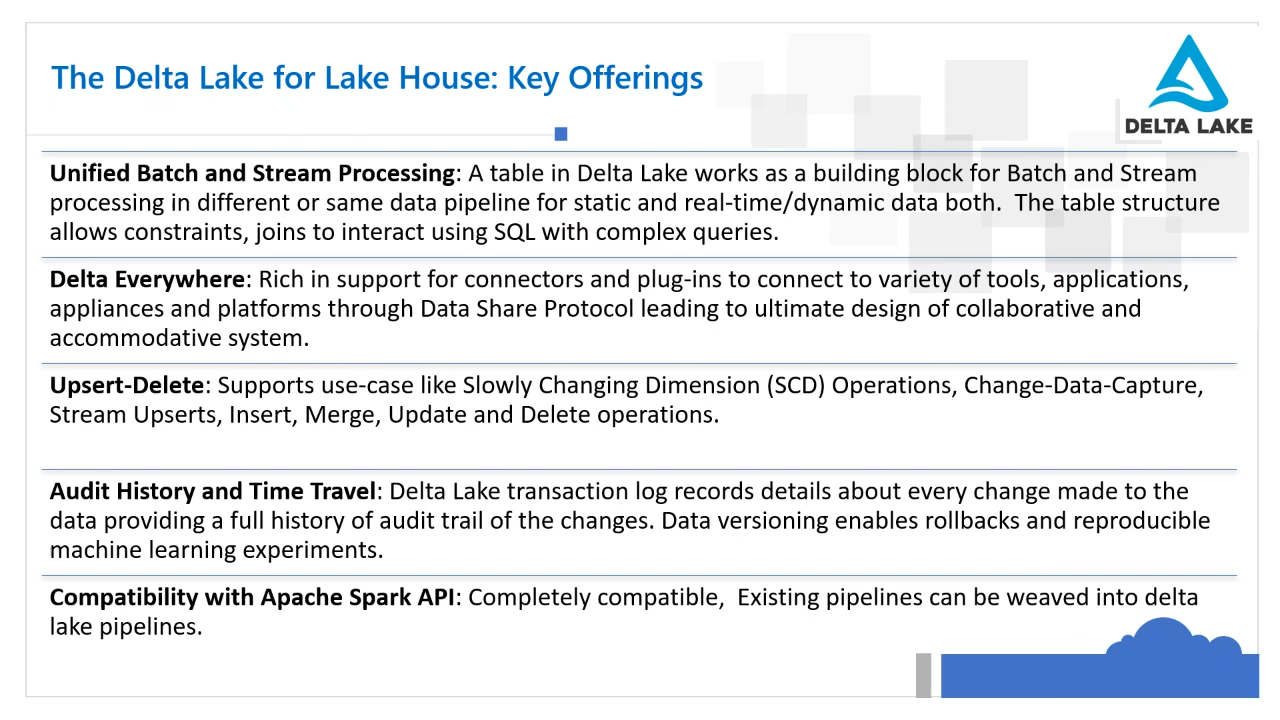 The Delta Lake for Lake House: Key Offerings
DELTA LAKE
Unified Batch and Stream Processing: A table in Delta Lake works as a building block for Batch and Stream
processing in different or same data pipeline for static and real-time/dynamic data both.  The table structure
allows constraints, joins to interact using SQL with complex queries.
Delta Everywhere: Rich in support for connectors and plug-ins to connect to variety of tools, applications,
appliances and platforms through Data Share Protocol leading to ultimate design of collaborative and
accommodative system.
Upsert-Delete: Supports use-case like Slowly Changing Dimension (SCD) Operations, Change-Data-Capture,
Stream Upserts, Insert, Merge, Update and Delete operations.
Audit History and Time Travel: Delta Lake transaction log records details about every change made to the
data providing a full history of audit trail of the changes. Data versioning enables rollbacks and reproducible
machine learning experiments.
Compatibility with Apache Spark API: Completely compatible,  Existing pipelines can be weaved into delta
lake pipelines.